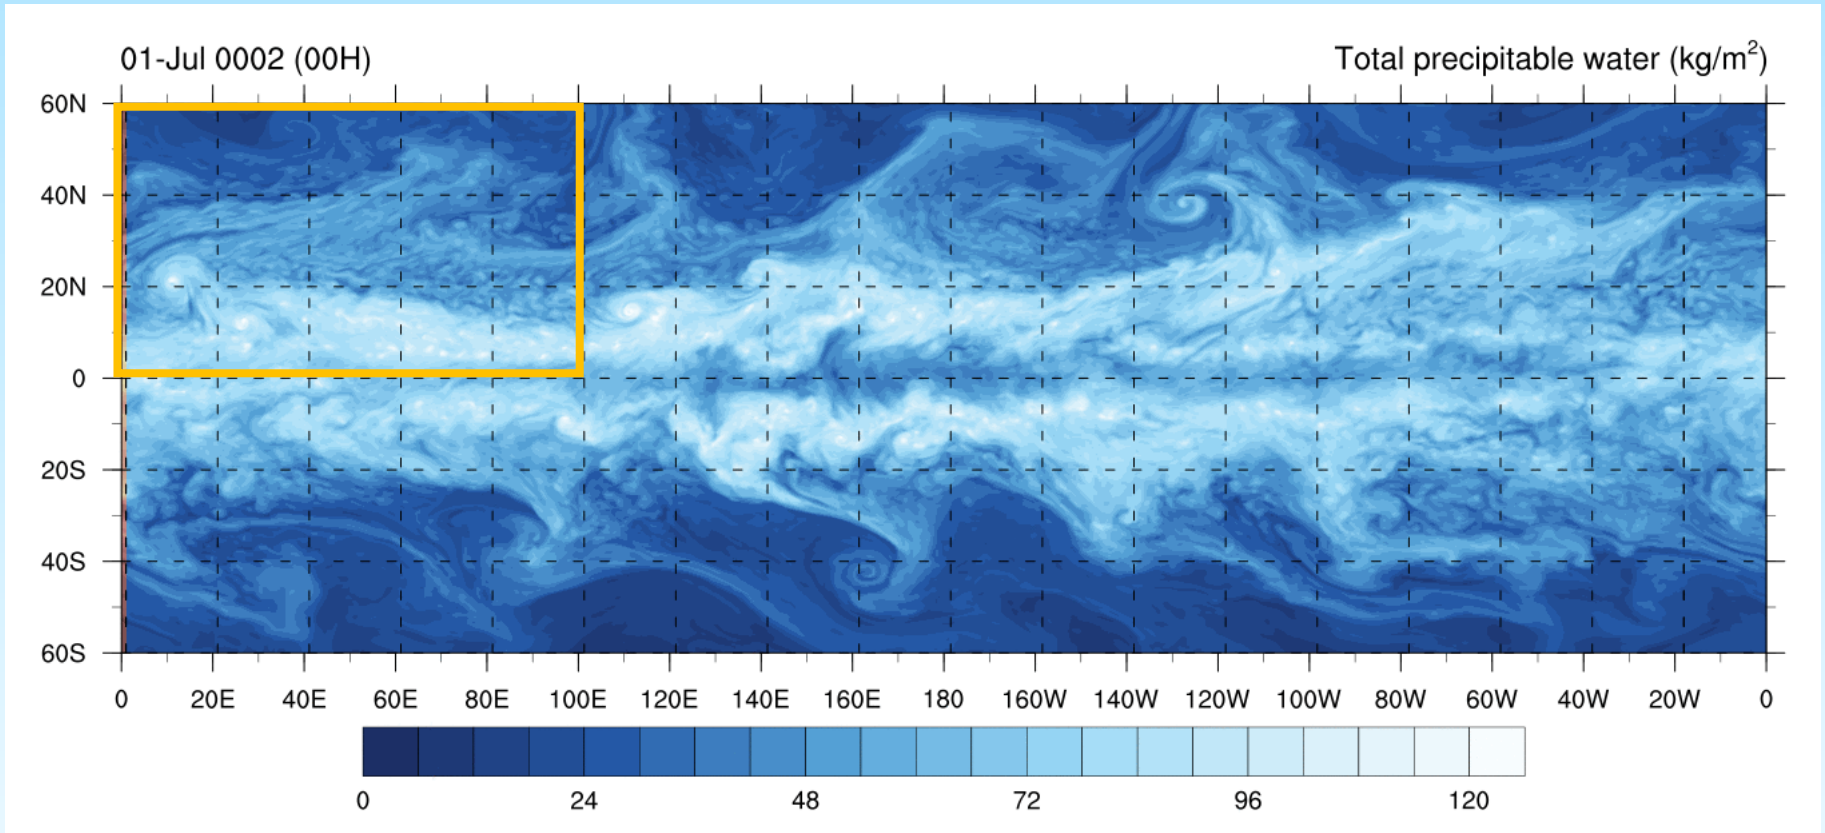 01-Jul 0002 (00H) Total precipitable water (kg/m²)
60N
40N
20N
0
20S
40S
60S
0 20E 40E 60E 80E 100E 120E 140E 160E 180 160W 140W 120W 100W 80W 60W 40W 20W 0
0 24 48 72 96 120